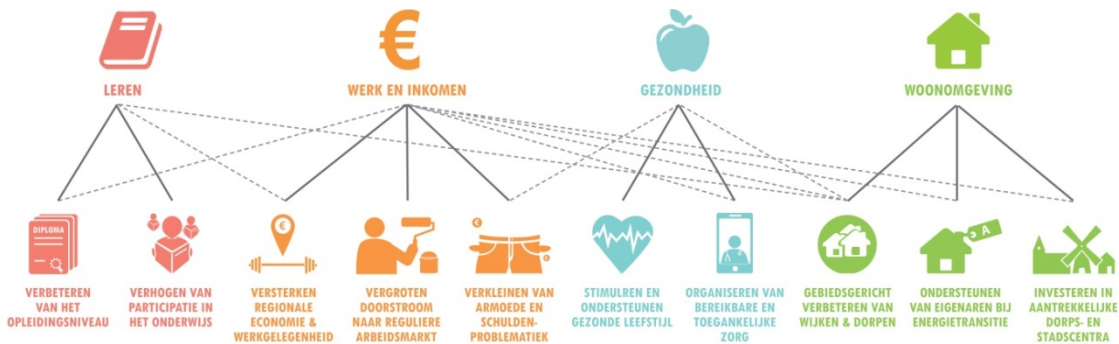 LEREN
WERK EN INKOMEN
GEZONDHEID
WOONOMGEVING
DIPLOMA
VERBETEREN
VAN HET
OPLEIDINGSNIVEAU
VERHOGEN VAN
PARTICIPATIE IN
HET ONDERWIJS
€
VERSTERKEN
REGIONALE
ECONOMIE &
WERKGELEGENHEID
VERGROTEN
DOORSTROOM
NAAR REGULIERE
ARBEIDSMARKT
€
€
VERKLEINEN VAN
ARMOEDE EN
SCHULDEN-
PROBLEMATIEK
STIMULREN EN
ONDERSTEUNEN
GEZONDE LEEFSTIJL
ORGANISEREN VAN
BEREIKBARE EN
TOEGANKELIJKE
ZORG
GEBIEDSGERICHT
VERBETEREN VAN
WIJKEN & DORPEN
A
ONDERSTEUNEN
VAN EIGENAREN BIJ
ENERGIETRANSITIE
INVESTEREN IN
AANTREKKELIJKE
DORPS- EN
STADSCENTRA